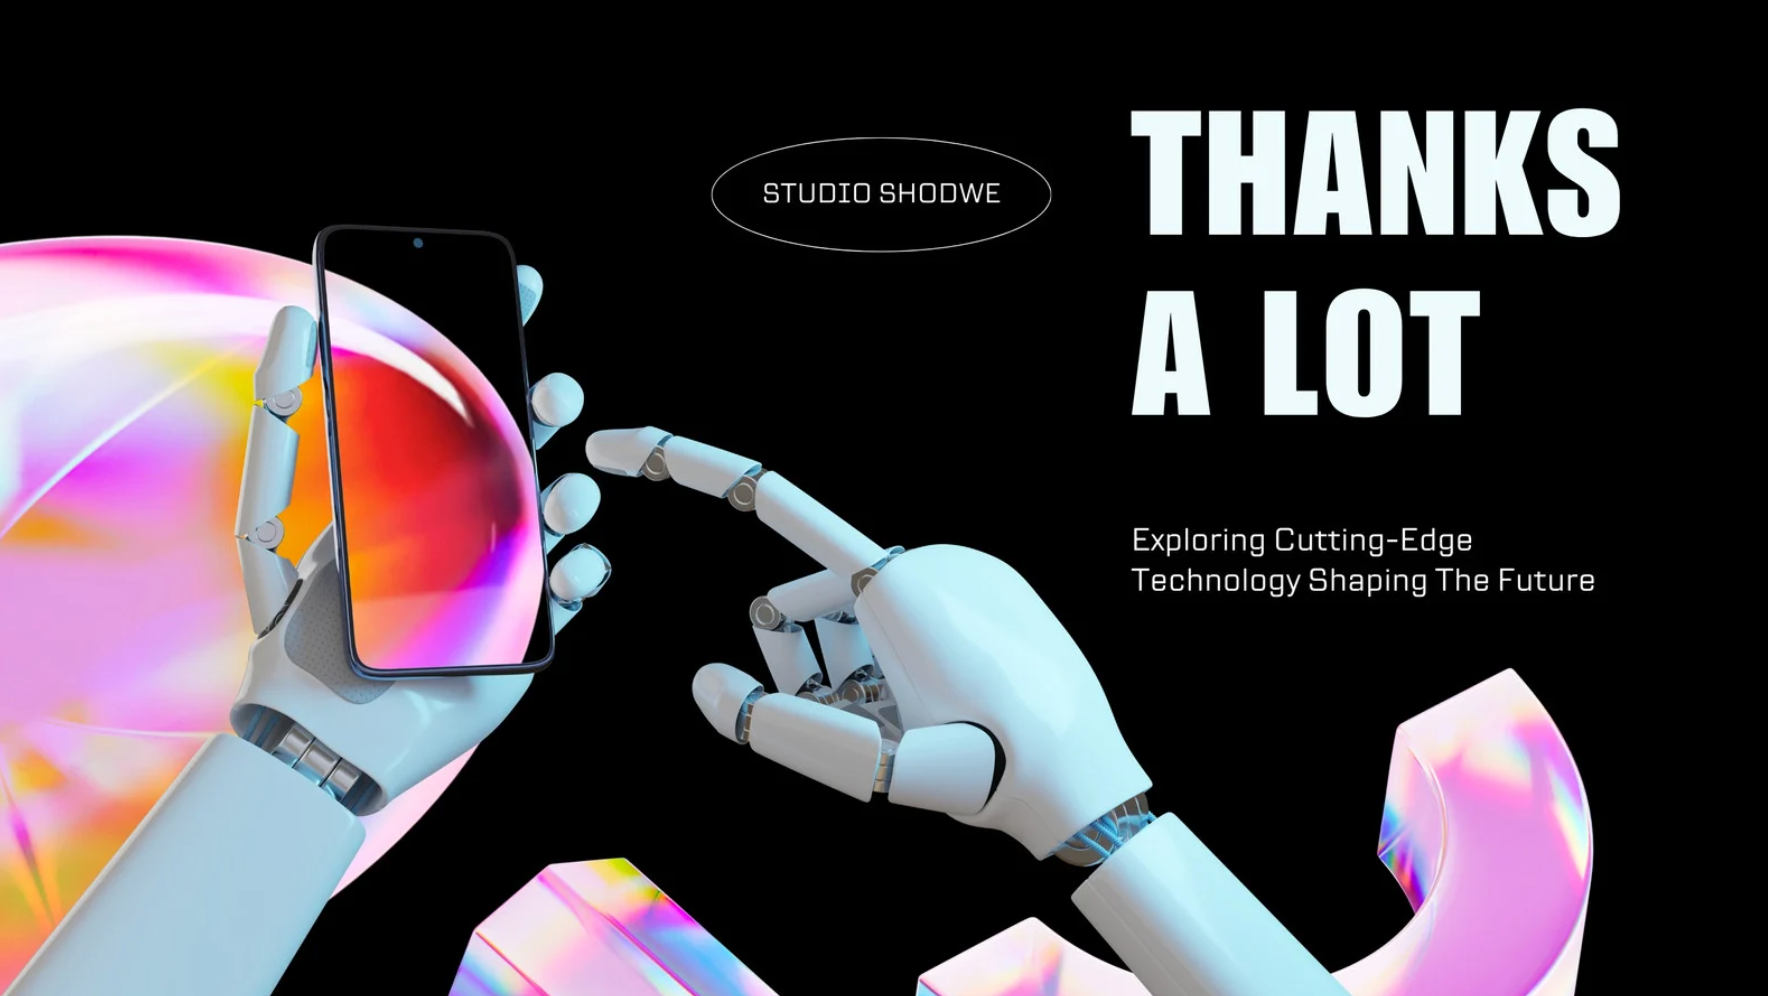 STUDIO SHODWE
THANKS
A LOT
Exploring Cutting-Edge
Technology Shaping The Future